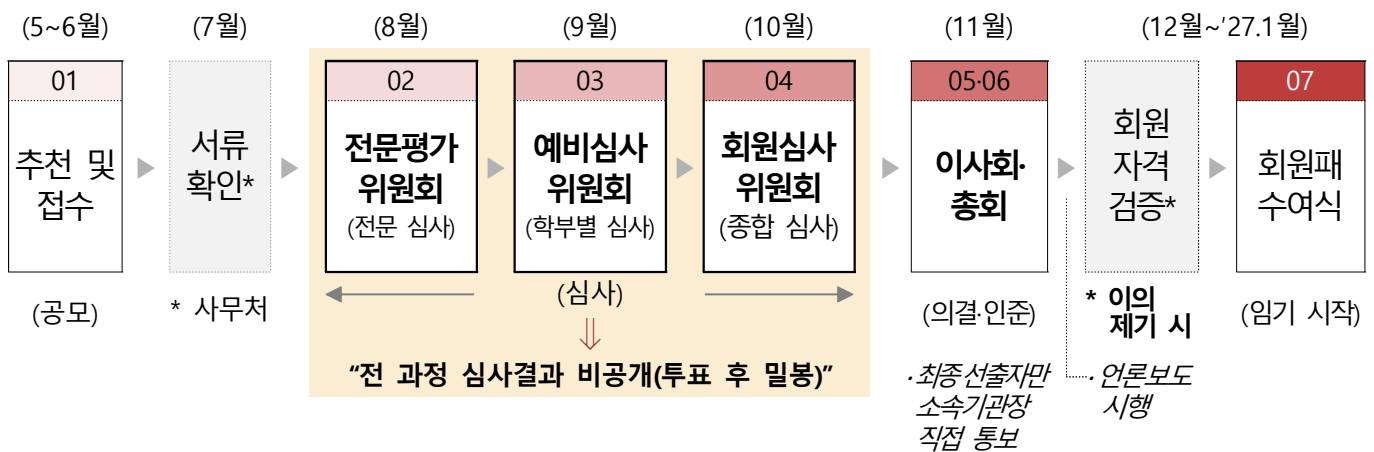 (5~6월)
(7월)
(8월)
(9월)
(10월)
(11월)
(12월~’27.1월)
01
추천 및
접수
(공모)
서류
확인*
* 사무처
02
전문평가
위원회
(전문 심사)
03
예비심사
위원회
(학부별 심사)
04
회원심사
위원회
(종합 심사)
(심사)
“전 과정 심사결과 비공개(투표 후 밀봉)”
05·06
이사회·
총회
(의결·인준)
· 최종 선출자만
소속기관장
직접 통보
회원
자격
검증*
* 이의
제기 시
· 언론보도
시행
07
회원패
수여식
(임기 시작)